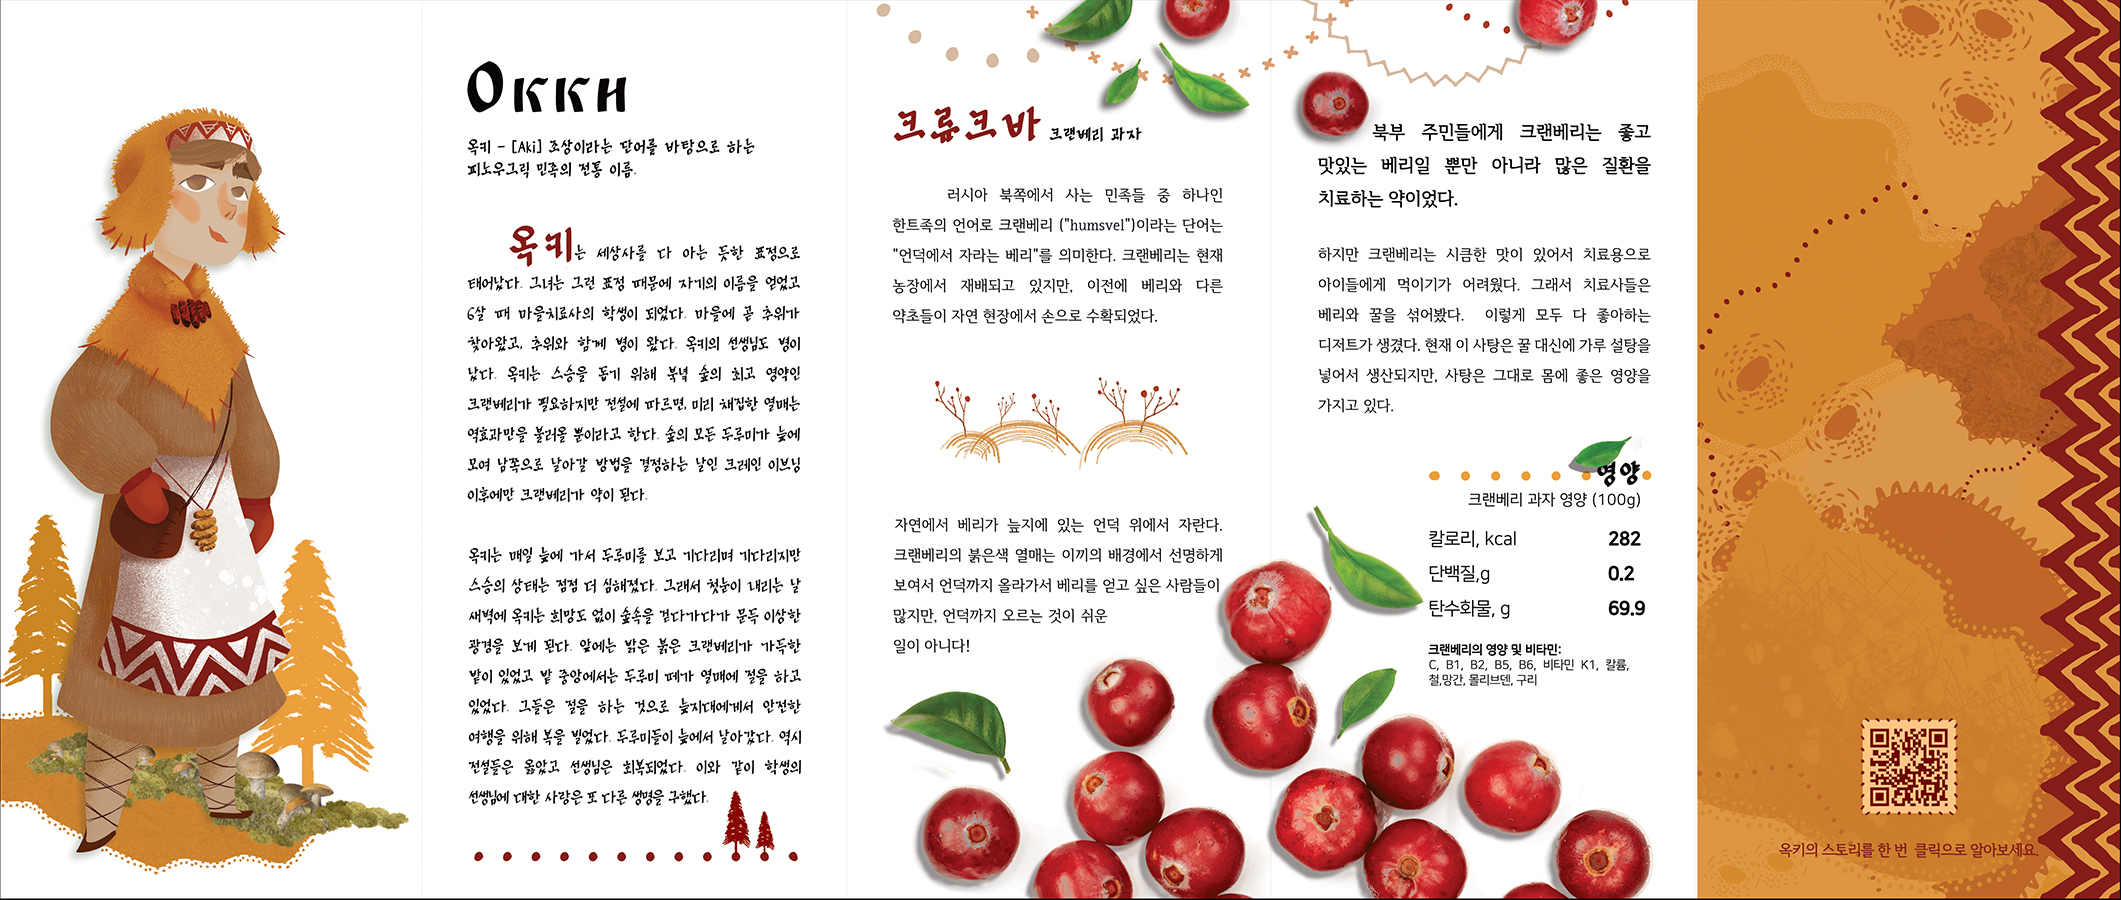 Окки
옥키 - [Aki] 조상이라는 단어를 바탕으로 하는
피노우그릭 민족의 전통 이름.
옥키는 세상사를 다 아는 듯한 표정으로
태어났다. 그녀는 그런 표정 때문에 자기의 이름을 얻었고
6살 때 마을치료사의 학생이 되었다. 마을에 곧 추위가
찾아왔고, 추위와 함께 병이 왔다. 옥키의 선생님도 병이
났다. 옥키는 스승을 돕기 위해 북녘 숲의 최고 영약인
크랜베리가 필요하지만 전설에 따르면, 미리 채집한 열매는
역효과만을 불러올 뿐이라고 한다. 숲의 모든 두루미가 늪에
모여 남쪽으로 날아갈 방법을 결정하는 날인 크레인 이브닝
이후에만 크랜베리가 약이 된다.
옥키는 매일 늪에 가서 두루미를 보고 기다리며 기다리지만
스승의 상태는 점점 더 심해졌다. 그래서 첫눈이 내리는 날
새벽에 옥키는 희망도 없이 숲속을 걷다가다가 문득 이상한
광경을 보게 된다. 앞에는 밝은 붉은 크랜베리가 가득한
밭이 있었고 밭 중앙에서는 두루미 떼가 열매에 절을 하고
있었다. 그들은 절을 하는 것으로 늪지대에게서 안전한
여행을 위해 복을 빌었다. 두루미들이 늪에서 날아갔다. 역시
전설들은 옳았고 선생님은 회복되었다. 이와 같이 학생의
선생님에 대한 사랑은 또 다른 생명을 구했다.
크륲크바 크랜베리 과자
러시아 북쪽에서 사는 민족들 중 하나인
한트족의 언어로 크랜베리 ("humsvel")이라는 단어는
"언덕에서 자라는 베리"를 의미한다. 크랜베리는 현재
농장에서 재배되고 있지만, 이전에 베리와 다른
약초들이 자연 현장에서 손으로 수확되었다.
자연에서 베리가 늪지에 있는 언덕 위에서 자란다.
크랜베리의 붉은색 열매는 이끼의 배경에서 선명하게
보여서 언덕까지 올라가서 베리를 얻고 싶은 사람들이
많지만, 언덕까지 오르는 것이 쉬운
일이 아니다!
북부 주민들에게 크랜베리는 좋고
맛있는 베리일 뿐만 아니라 많은 질환을
치료하는 약이었다.
하지만 크랜베리는 시큼한 맛이 있어서 치료용으로
아이들에게 먹이기가 어려웠다. 그래서 치료사들은
베리와 꿀을 섞어봤다. 이렇게 모두 다 좋아하는
디저트가 생겼다. 현재 이 사탕은 꿀 대신에 가루 설탕을
넣어서 생산되지만, 사탕은 그대로 몸에 좋은 영양을
가지고 있다.
영양
크랜베리 과자 영양 (100g)
칼로리, kcal 282
단백질,g 0.2
탄수화물, g 69.9
크랜베리의 영양 및 비타민:
C, B1, B2, B5, B6, 비타민 K1, 칼륨,
철,망간, 몰리브덴, 구리
옥키의 스토리를 한 번 클릭으로 알아보세요.